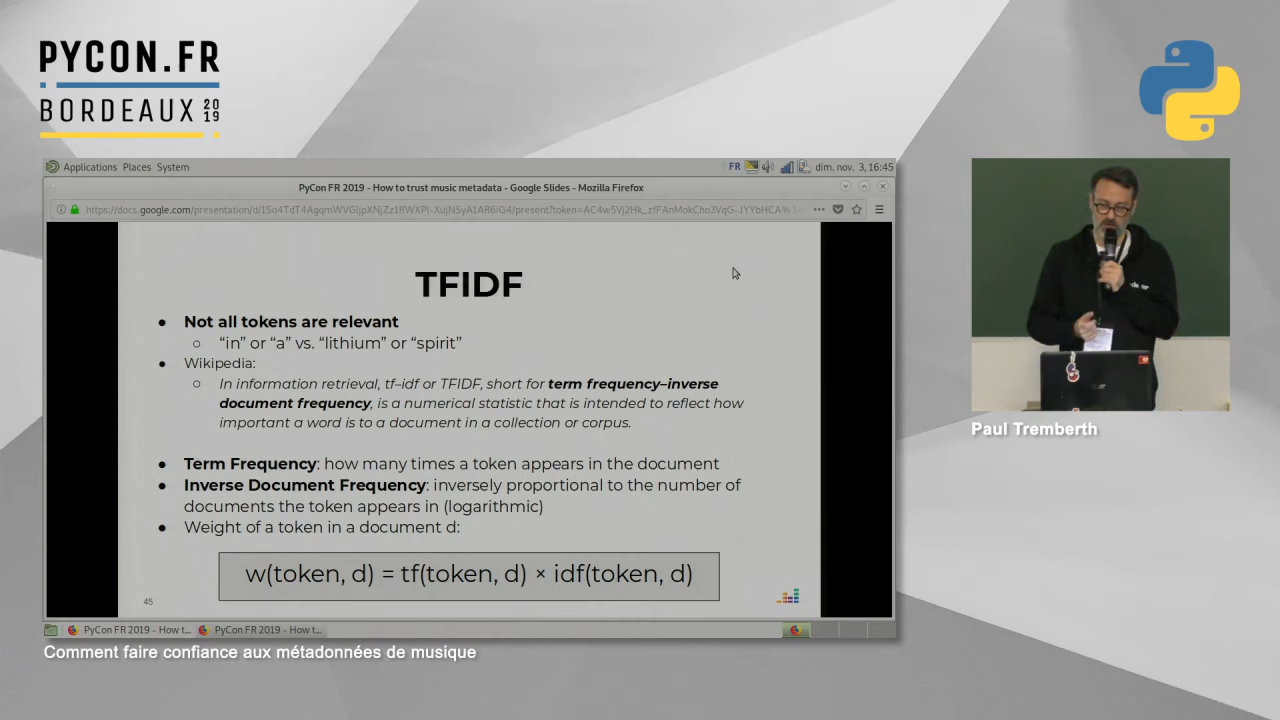 PYCON.FR
BORDEAUX 2019
Applications Places System
FR
dim. nov. 3, 16:45
PyCon FR 2019 - How to trust music metadata - Google Slides - Mozilla Firefox
TFIDF
● Not all tokens are relevant
○ “in” or “a” vs. “lithium” or “spirit”
● Wikipedia:
○ In information retrieval, tf–idf or TFIDF, short for term frequency–inverse
document frequency, is a numerical statistic that is intended to reflect how
important a word is to a document in a collection or corpus.
● Term Frequency: how many times a token appears in the document
● Inverse Document Frequency: inversely proportional to the number of
documents the token appears in (logarithmic)
● Weight of a token in a document d:
w(token, d) = tf(token, d) × idf(token, d)
45
PyCon FR 2019 - How t...
PyCon FR 2019 - How t...
Comment faire confiance aux métadonnées de musique
Paul Tremberth